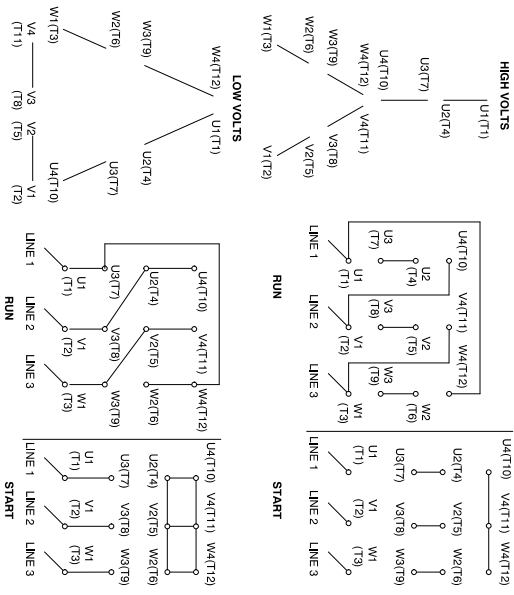 HIGH VOLTS
U1(T1)
U2(T4)
U3(T7)
U4(T10)
W4(T12) V4(T11)
W3(T9) V3(T8)
W2(T6) V2(T5)
W1(T3) V1(T2)
U4(T10) V4(T11) W4(T12)
U2 V2 W2
(T4) (T5) (T6)
U3 V3 W3
(T7) (T8) (T9)
U1 V1 W1
(T1) (T2) (T3)
LINE 1 LINE 2 LINE 3
RUN
U4(T10) V4(T11) W4(T12)
U2(T4) V2(T5) W2(T6)
U3(T7) V3(T8) W3(T9)
U1 V1 W1
(T1) (T2) (T3)
LINE 1 LINE 2 LINE 3
START
LOW VOLTS
W4(T12) U1(T1)
W3(T9) U2(T4)
W2(T6) U3(T7)
W1(T3) U4(T10)
V4 V3 V2 V1
(T11) (T8) (T5) (T2)
U4(T10) V4(T11) W4(T12)
U2(T4) V2(T5) W2(T6)
U3(T7) V3(T8) W3(T9)
U1 V1 W1
(T1) (T2) (T3)
LINE 1 LINE 2 LINE 3
RUN
U4(T10) V4(T11) W4(T12)
U2(T4) V2(T5) W2(T6)
U3(T7) V3(T8) W3(T9)
U1 V1 W1
(T1) (T2) (T3)
LINE 1 LINE 2 LINE 3
START